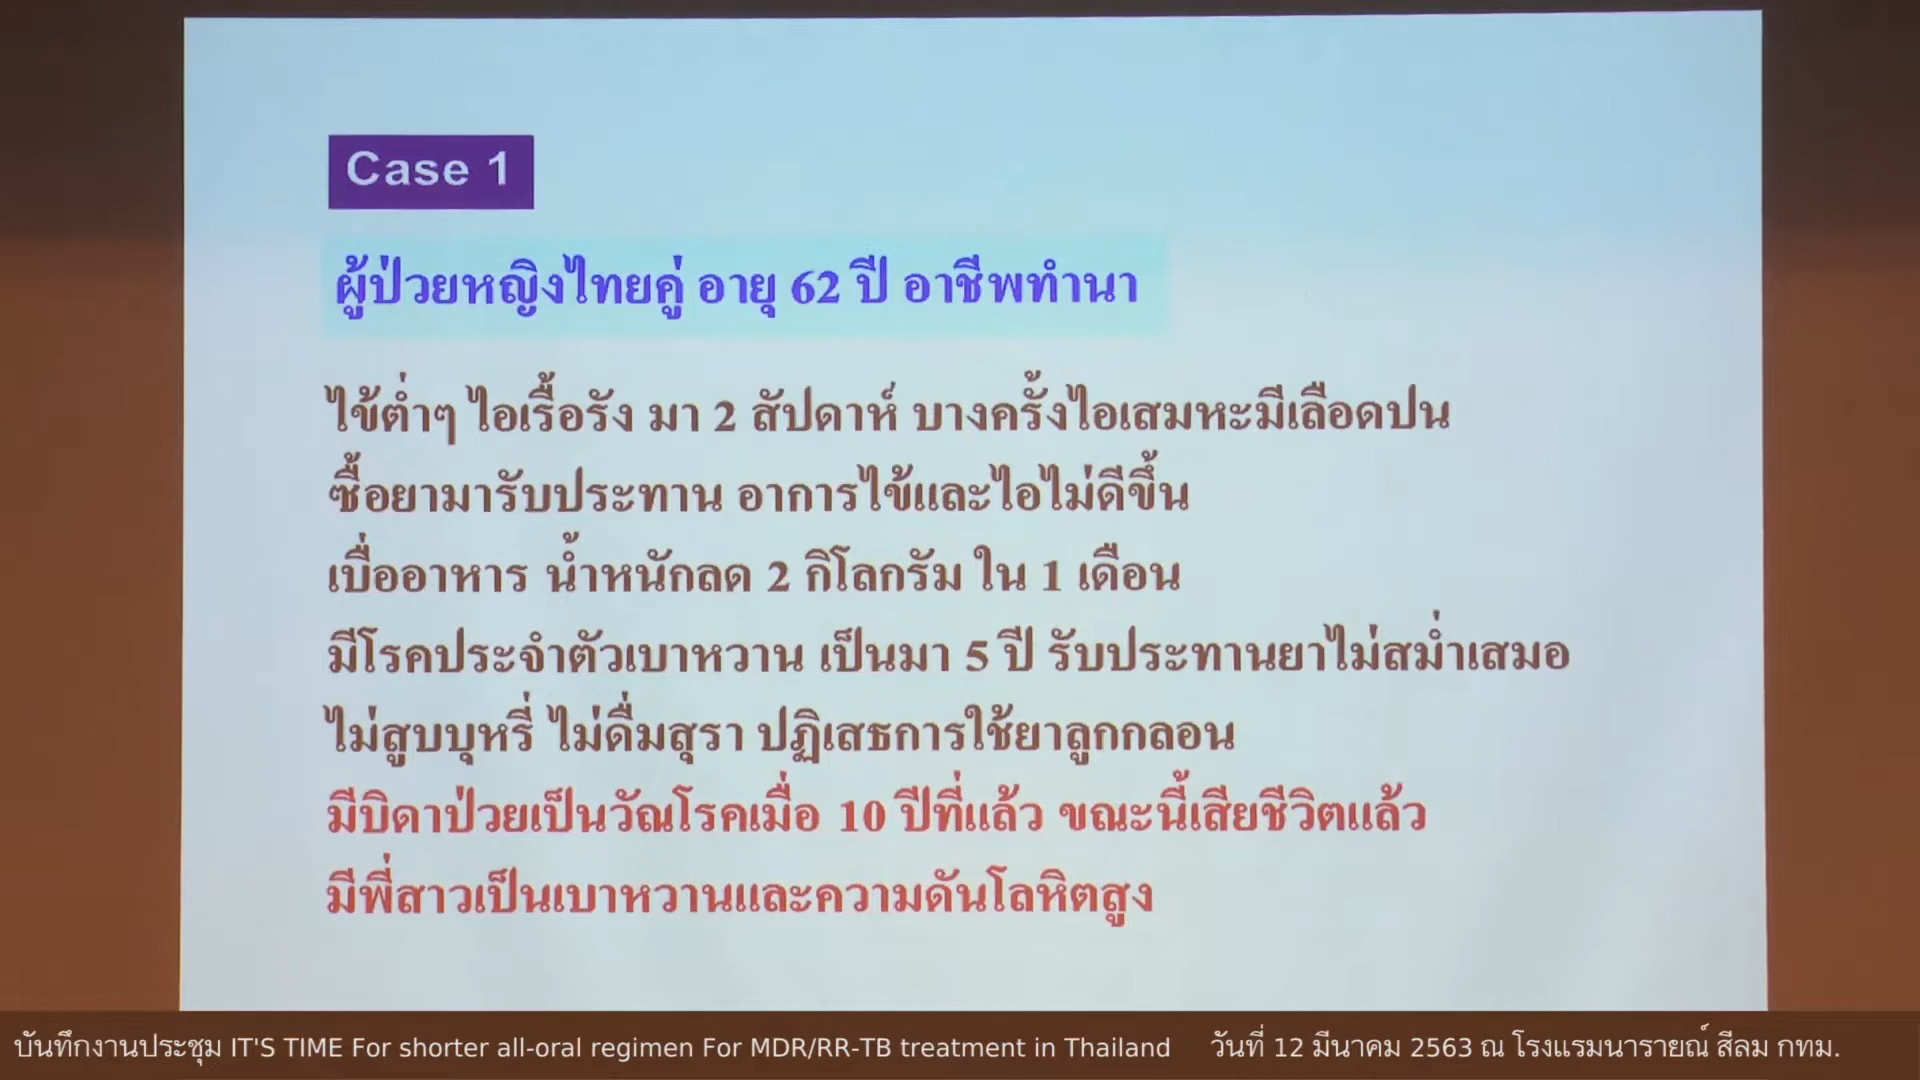 Case 1
ผู้ป่วยหญิงไทยคู่ อายุ 62 ปี อาชีพทำนา
ไข้ต่ำๆ ไอเรื้อรัง มา 2 สัปดาห์ บางครั้งไอเสมหะมีเลือดปน
ซื้อยามารับประทาน อาการไข้และไอไม่ดีขึ้น
เบื่ออาหาร น้ำหนักลด 2 กิโลกรัม ใน 1 เดือน
มีโรคประจำตัวเบาหวาน เป็นมา 5 ปี รับประทานยาไม่สม่ำเสมอ
ไม่สูบบุหรี่ ไม่ดื่มสุรา ปฏิเสธการใช้ยาลูกกลอน
มีบิดาป่วยเป็นวัณโรคเมื่อ 10 ปีที่แล้ว ขณะนี้เสียชีวิตแล้ว
มีพี่สาวเป็นเบาหวานและความดันโลหิตสูง
บันทึกงานประชุม IT'S TIME For shorter all-oral regimen For MDR/RR-TB treatment in Thailand วันที่ 12 มีนาคม 2563 ณ โรงแรมนารายณ์ สีลม กทม.